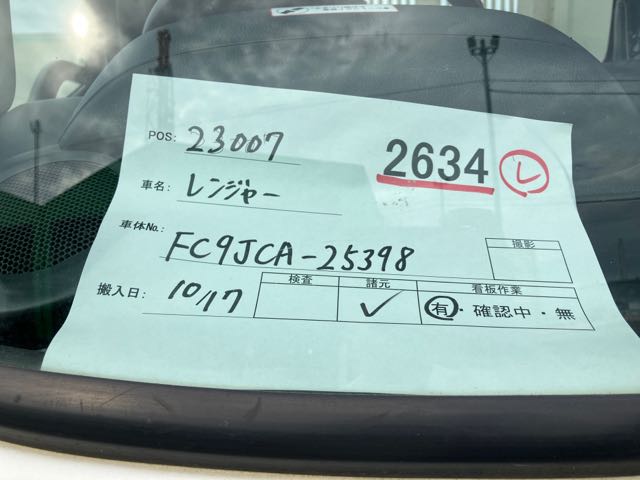 POS: 23007
2634 レ
車名: レンジャー
車体No.: FC9JCA-25398
撮影
搬入日: 10/17
検査 諸元 看板作業
✓ 有・確認中・無